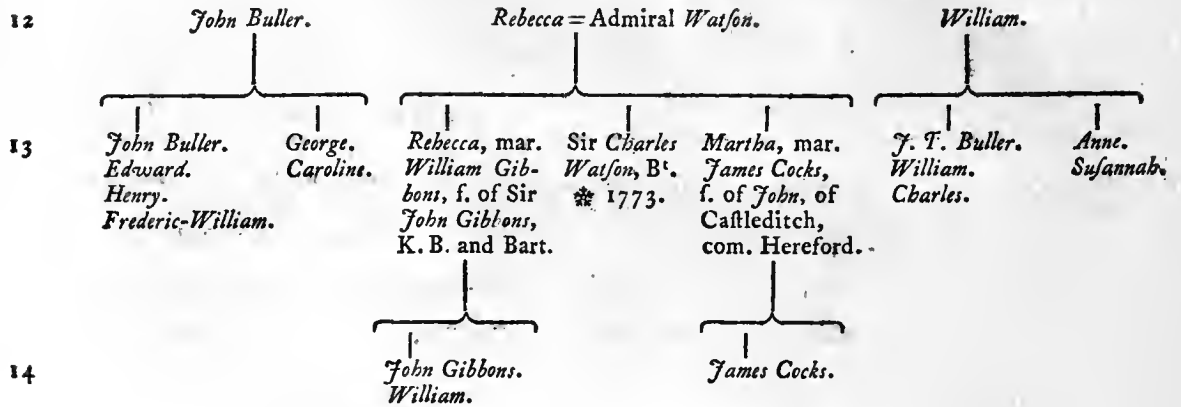 12 John Buller. Rebecca = Admiral Watſon. William.
13 John Buller. George. Rebecca, mar. Sir Charles Martha, mar. J. T. Buller. Anne.
Edward. Caroline. William Gib- Watſon, Bᵗ. James Cocks, William. Suſannah.
Henry. bons, ſ. of Sir ❃ 1773. ſ. of John, of Charles.
Frederic-William. John Gibbons, Caſtleditch,
K. B. and Bart. com. Hereford.
14 John Gibbons. James Cocks.
William.